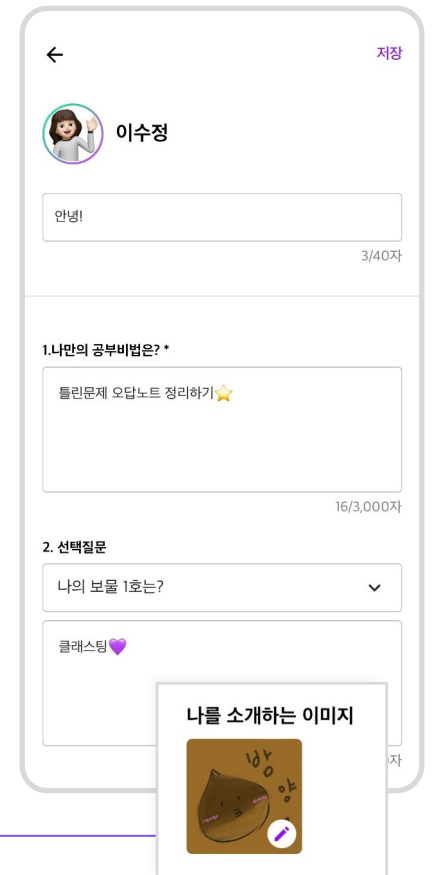 저장
이수정
안녕!
3/40자
1.나만의 공부비법은? *
틀린문제 오답노트 정리하기⭐
16/3,000자
2. 선택질문
나의 보물 1호는?
클래스팅💜
자
나를 소개하는 이미지
밤
양